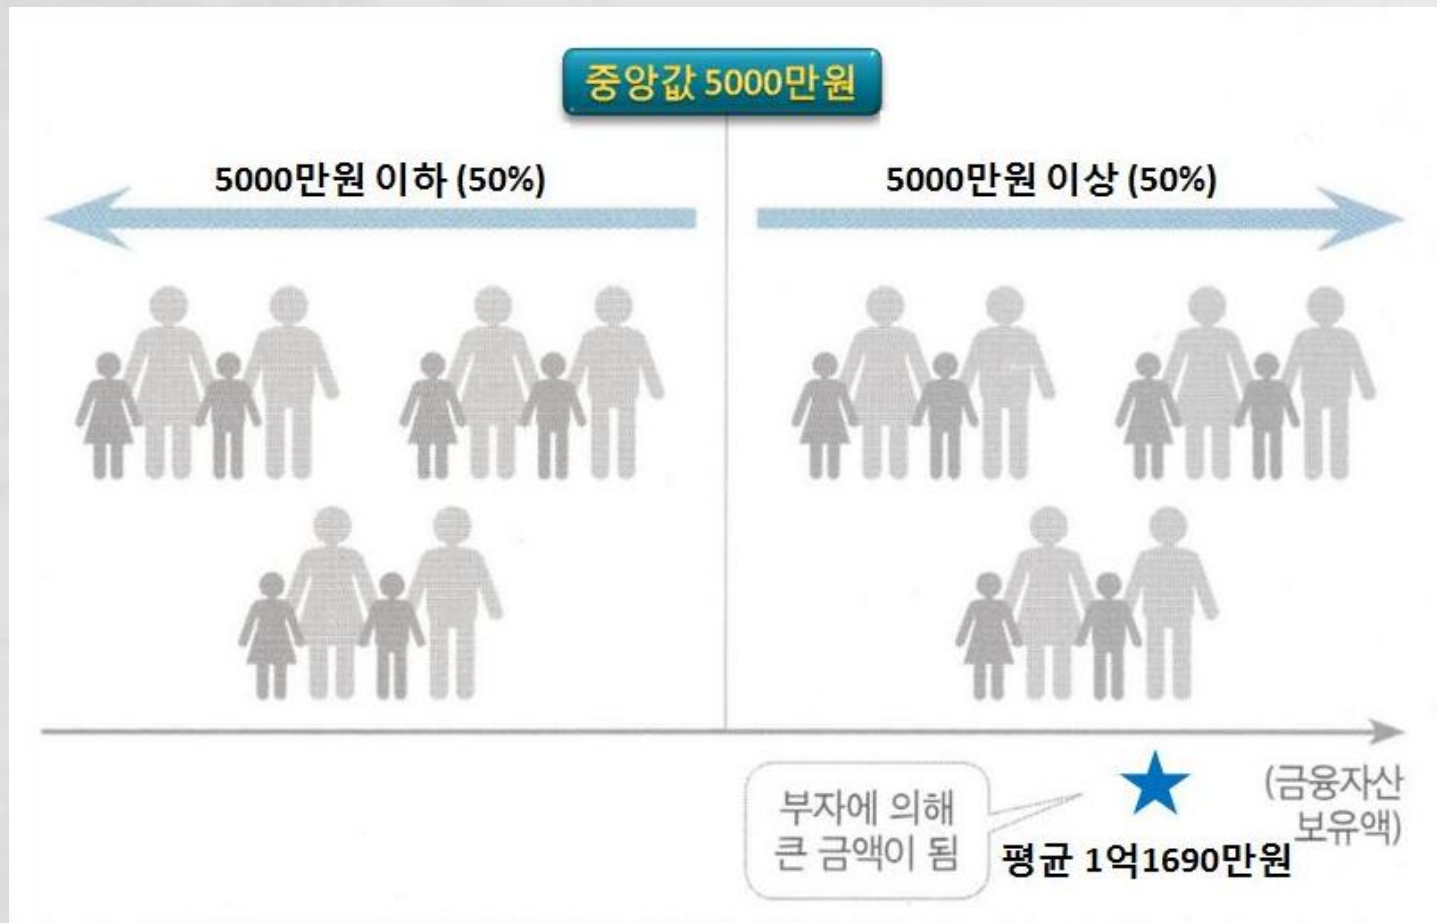 중앙값 5000만원
5000만원 이하 (50%)
5000만원 이상 (50%)
부자에 의해
큰 금액이 됨
평균 1억1690만원
(금융자산
보유액)